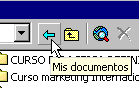 CURSO
Mis documentos
Curso marketing Internacio